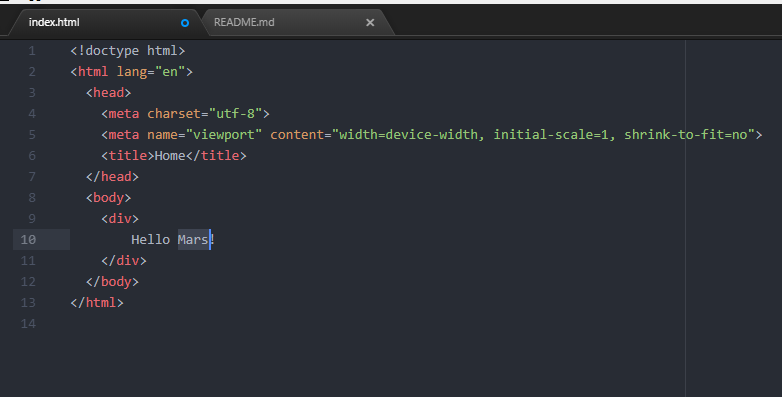 index.html README.md
1 <!doctype html>
2 <html lang="en">
3   <head>
4     <meta charset="utf-8">
5     <meta name="viewport" content="width=device-width, initial-scale=1, shrink-to-fit=no">
6     <title>Home</title>
7   </head>
8   <body>
9     <div>
10         Hello Mars!
11     </div>
12   </body>
13 </html>
14